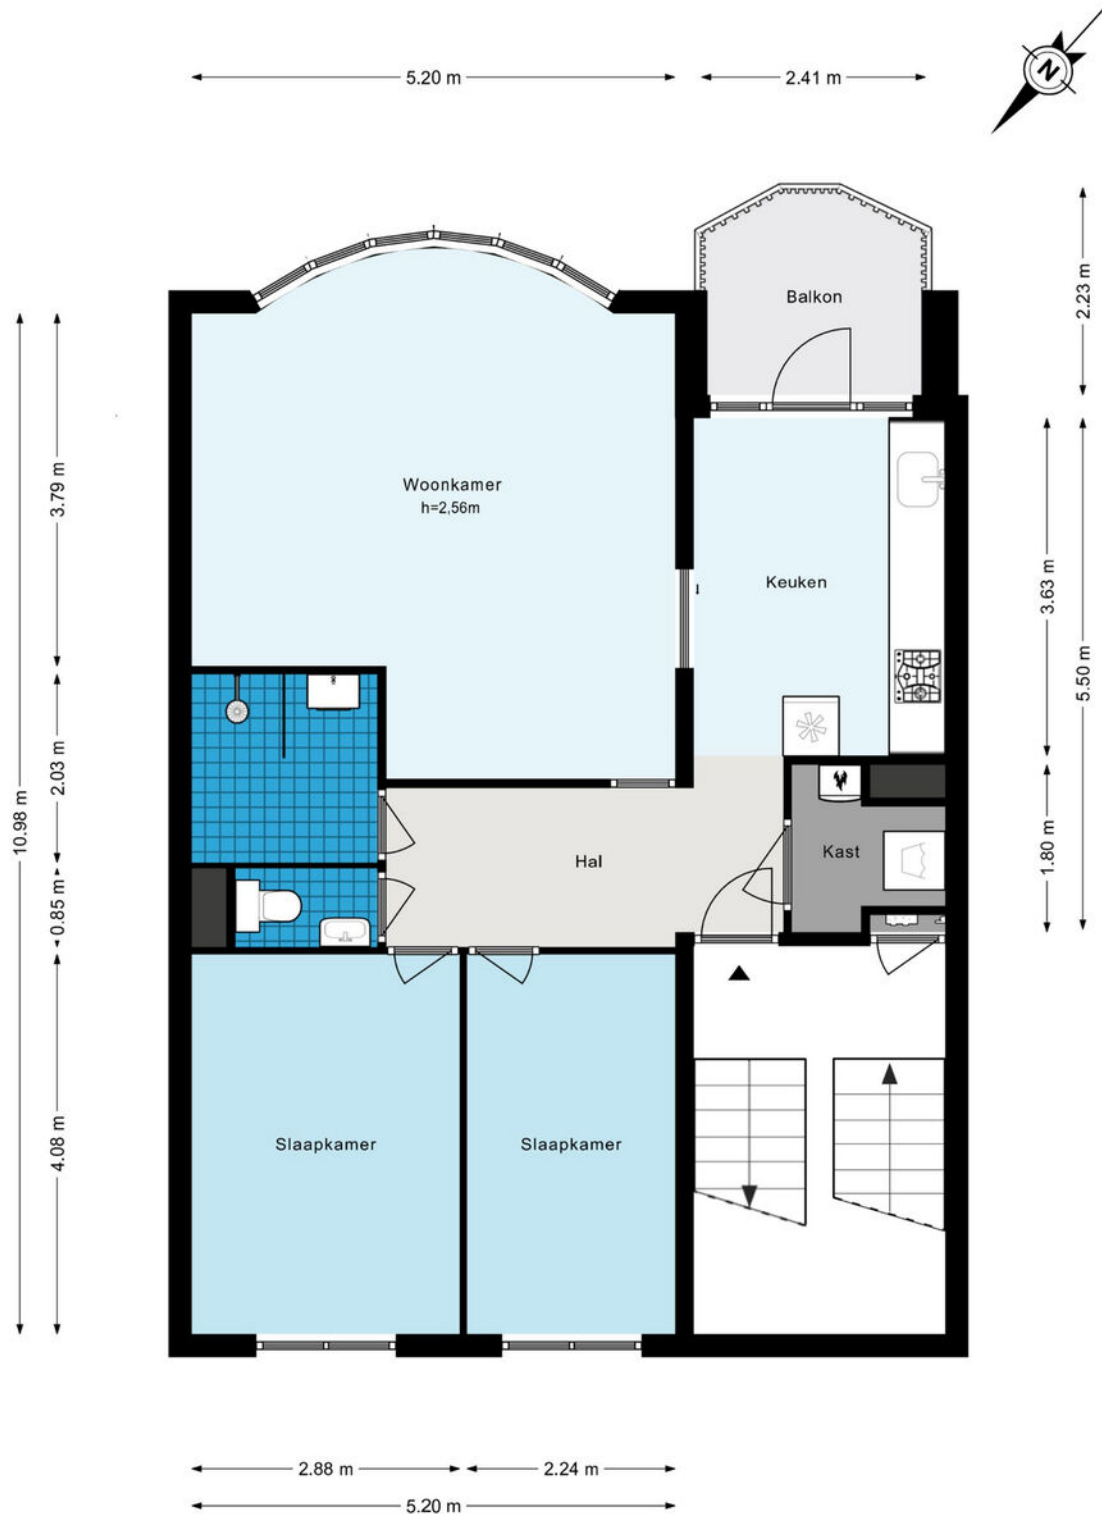 5.20 m
2.41 m
N
2.23 m
Balkon
3.79 m
Woonkamer
h=2,56m
Keuken
3.63 m
5.50 m
10.98 m
2.03 m
0.85 m
Hal
Kast
1.80 m
4.08 m
Slaapkamer
Slaapkamer
2.88 m
2.24 m
5.20 m